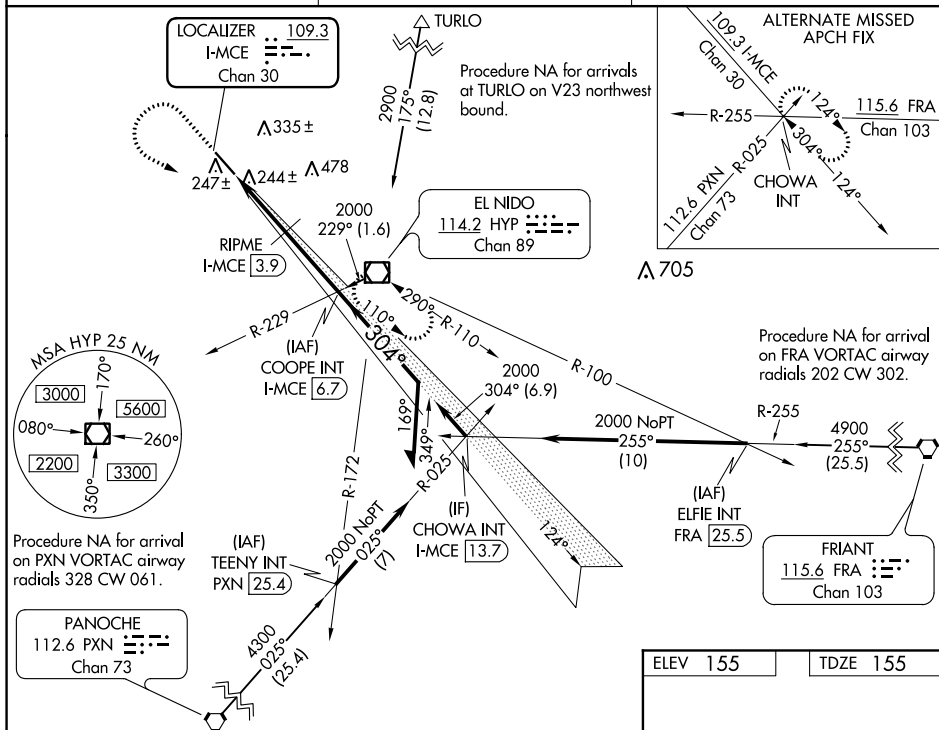 LOCALIZER 109.3
I-MCE
Chan 30
TURLO
2900
175°
(12.8)
Procedure NA for arrivals
at TURLO on V23 northwest
bound.
ALTERNATE MISSED
APCH FIX
109.3 I-MCE
Chan 30
R-255
124°
115.6 FRA
Chan 103
304°
124°
112.6 PXN
Chan 73
R-025
CHOWA
INT
335±
247±
244±
478
705
RIPME
I-MCE 3.9
2000
229° (1.6)
EL NIDO
114.2 HYP
Chan 89
R-229
110°
290°
R-110
R-100
304°
(IAF)
COOPE INT
I-MCE 6.7
MSA HYP 25 NM
170°
3000
5600
080°
260°
2200
3300
350°
Procedure NA for arrival
on PXN VORTAC airway
radials 328 CW 061.
Procedure NA for arrival
on FRA VORTAC airway
radials 202 CW 302.
2000
304° (6.9)
169°
349°
R-172
R-025
2000 NoPT
255°
(10)
R-255
4900
255°
(25.5)
(IAF)
ELFIE INT
FRA 25.5
(IF)
CHOWA INT
I-MCE 13.7
124°
2000 NoPT
025°
(7)
(IAF)
TEENY INT
PXN 25.4
FRIANT
115.6 FRA
Chan 103
PANOCHE
112.6 PXN
Chan 73
4300
025°
(25.4)
ELEV 155
TDZE 155